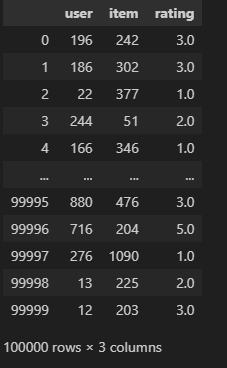 user item rating
0 196 242 3.0
1 186 302 3.0
2 22 377 1.0
3 244 51 2.0
4 166 346 1.0
... ... ... ...
99995 880 476 3.0
99996 716 204 5.0
99997 276 1090 1.0
99998 13 225 2.0
99999 12 203 3.0
100000 rows × 3 columns